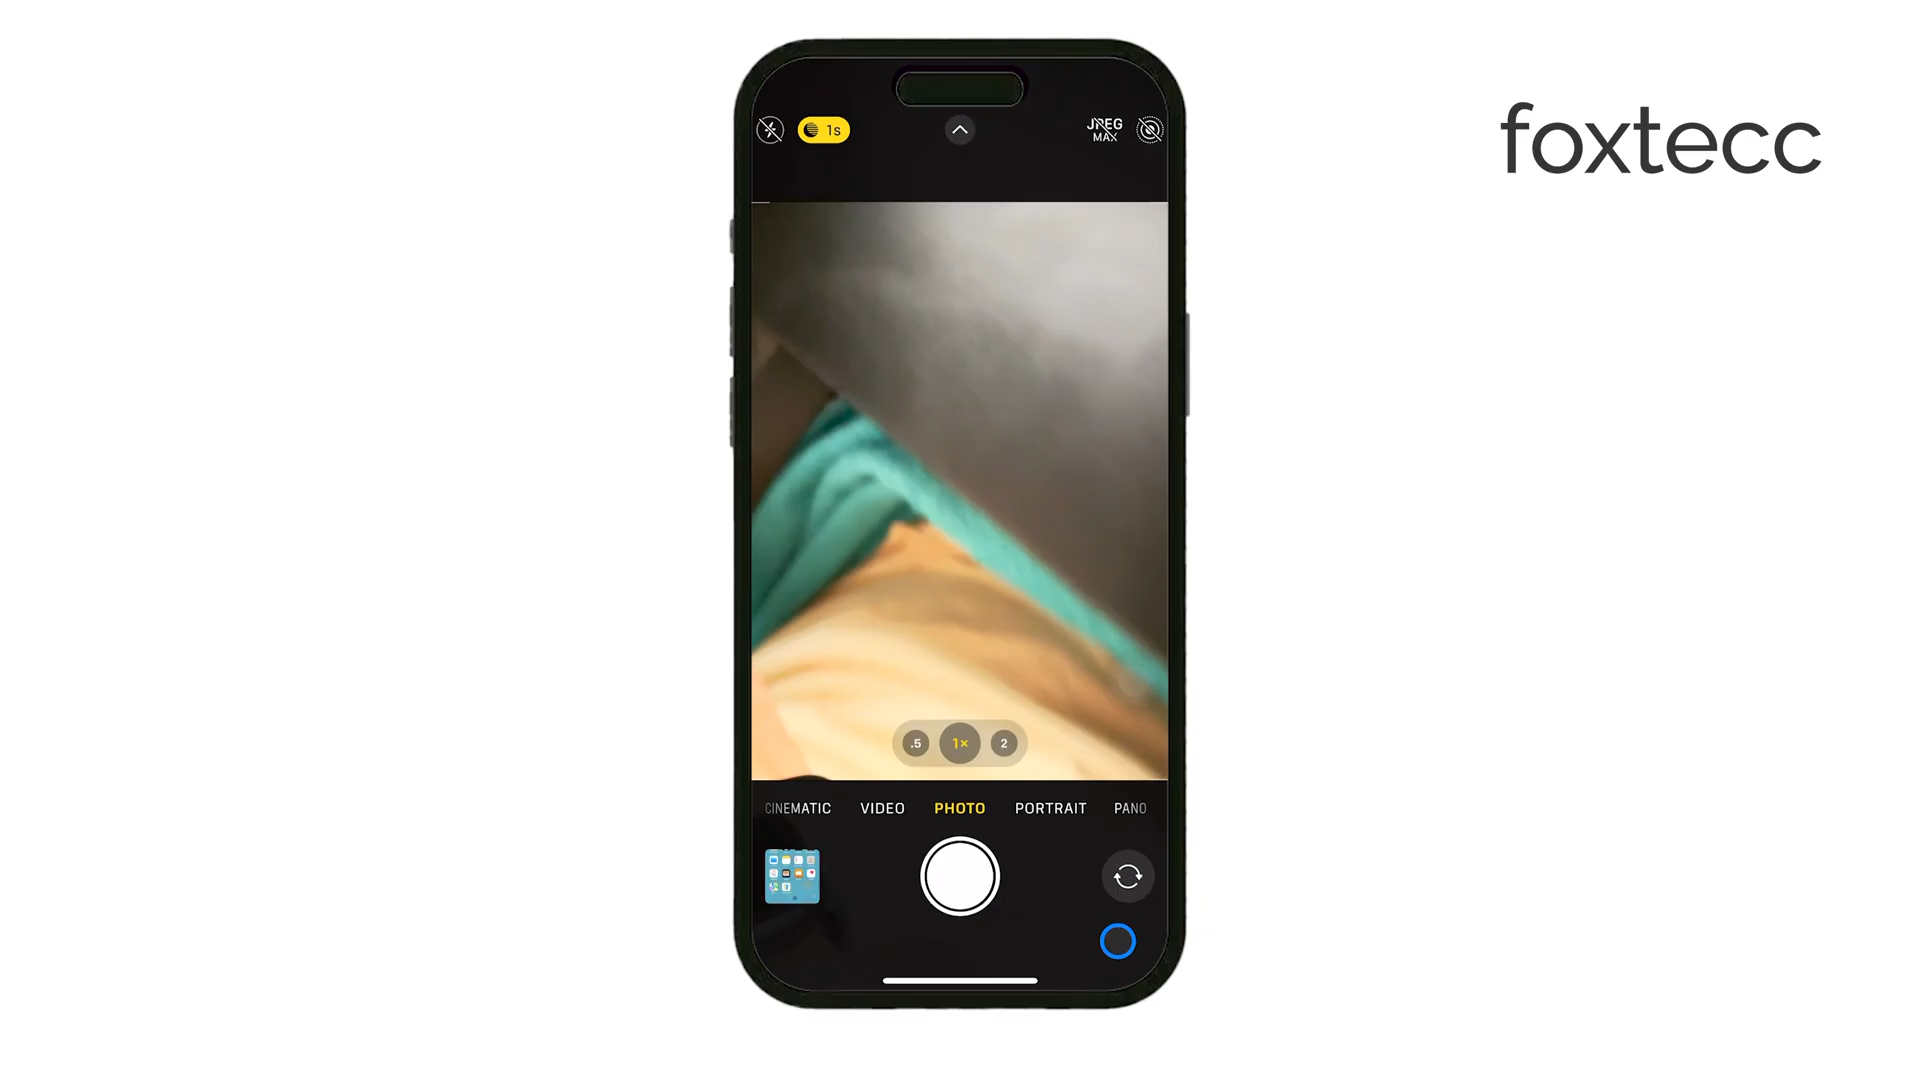 foxtecc
1s
JPEG
MAX
.5 1× 2
CINEMATIC VIDEO PHOTO PORTRAIT PANO